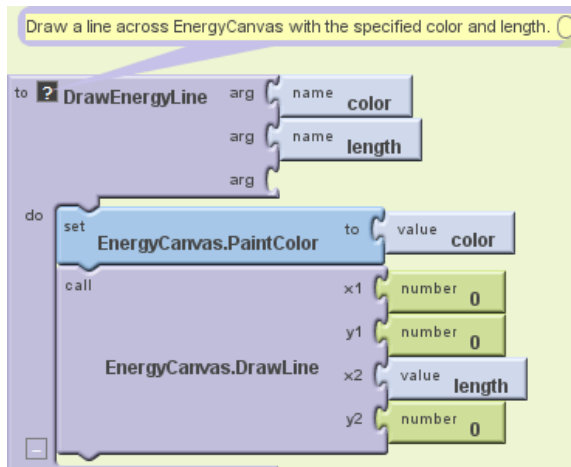 Draw a line across EnergyCanvas with the specified color and length.
to ? DrawEnergyLine arg name color
arg name length
arg
do
set EnergyCanvas.PaintColor to value color
call EnergyCanvas.DrawLine
x1 number 0
y1 number 0
x2 value length
y2 number 0